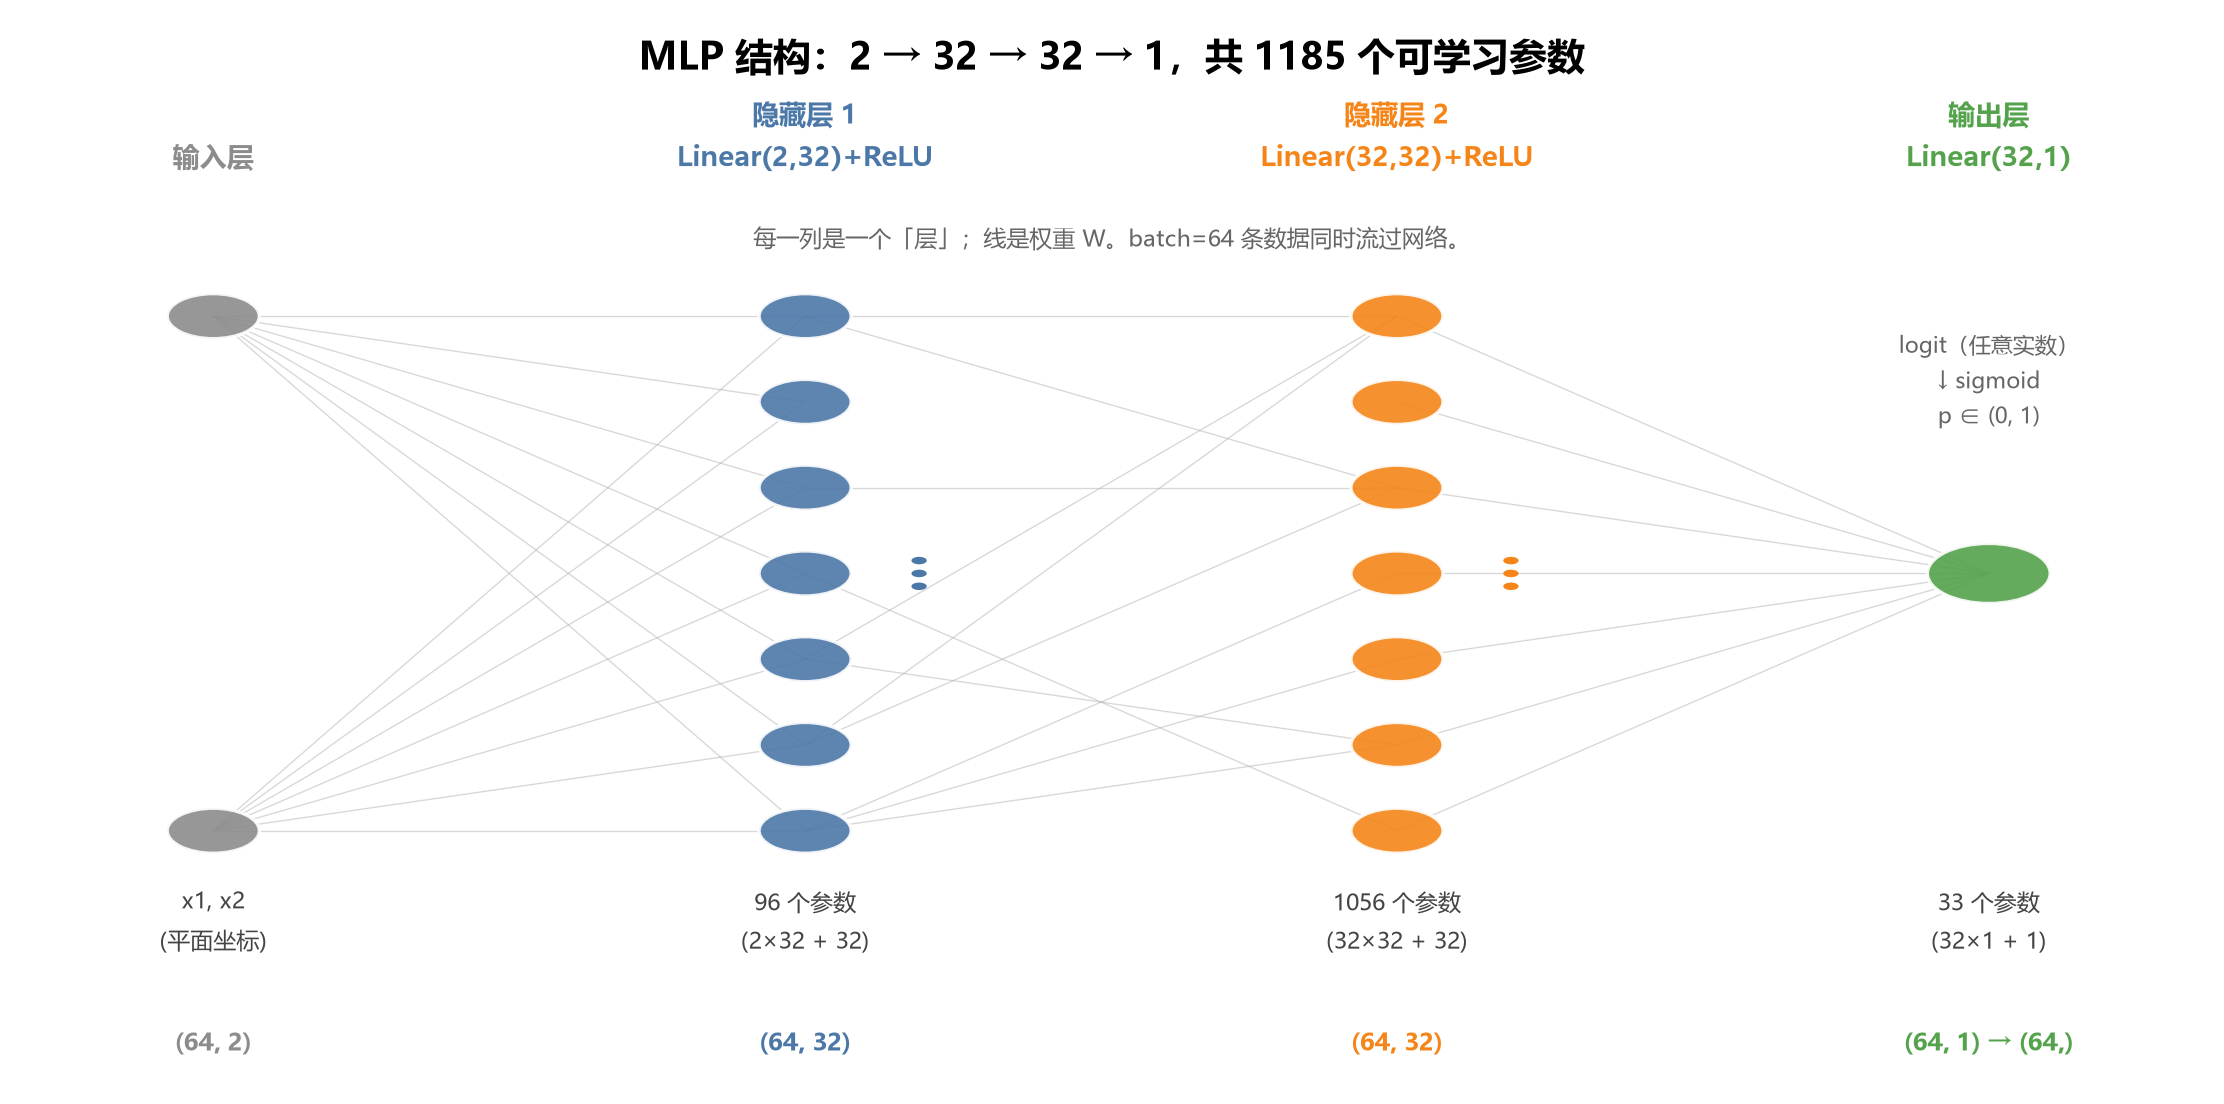 MLP 结构：2 → 32 → 32 → 1，共 1185 个可学习参数
输入层
隐藏层 1
Linear(2,32)+ReLU
隐藏层 2
Linear(32,32)+ReLU
输出层
Linear(32,1)
每一列是一个「层」；线是权重 W。batch=64 条数据同时流过网络。
logit（任意实数）
↓ sigmoid
p ∈ (0, 1)
x1, x2
(平面坐标)
96 个参数
(2×32 + 32)
1056 个参数
(32×32 + 32)
33 个参数
(32×1 + 1)
(64, 2)
(64, 32)
(64, 32)
(64, 1) → (64,)